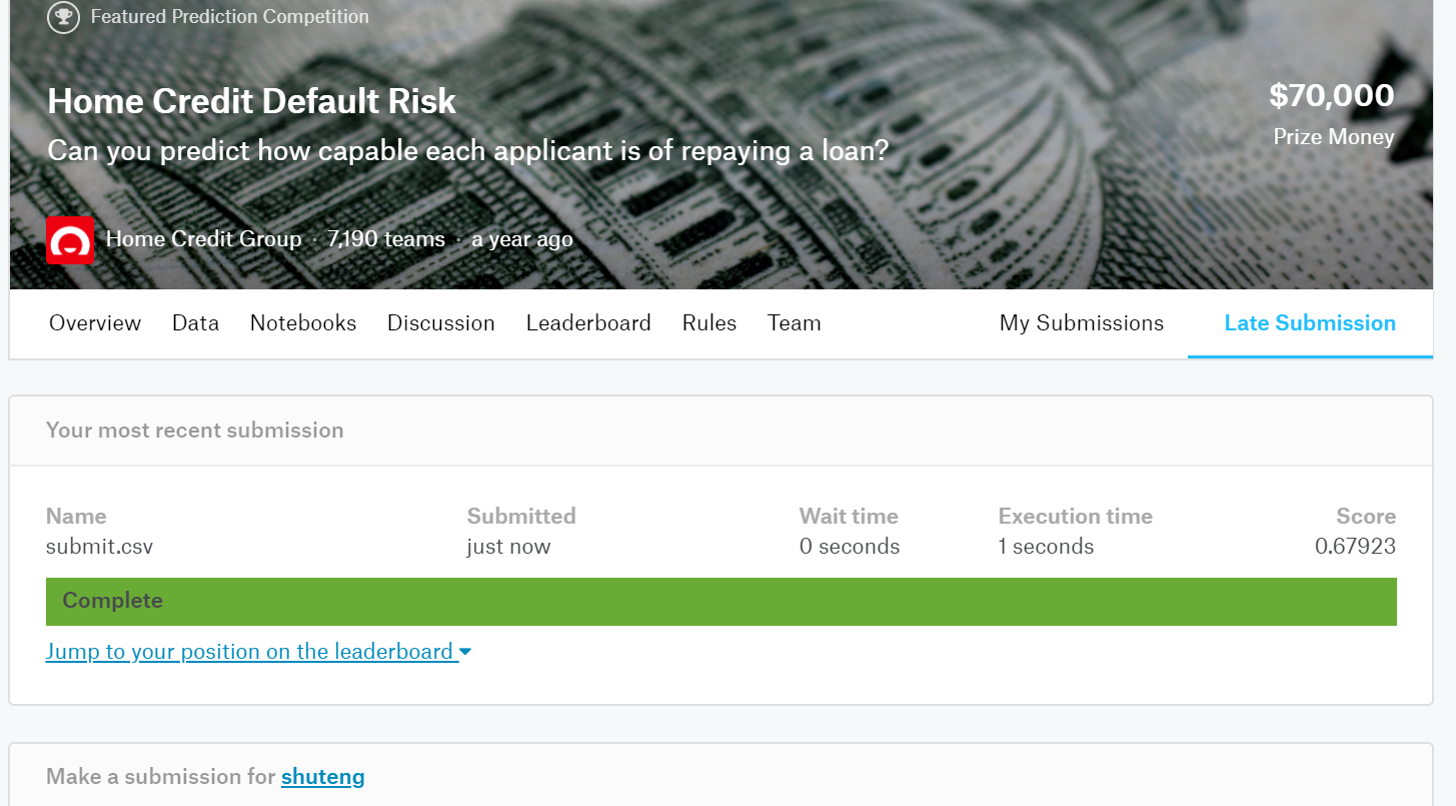 Featured Prediction Competition
Home Credit Default Risk
$70,000
Can you predict how capable each applicant is of repaying a loan?
Prize Money
Home Credit Group · 7,190 teams · a year ago
Overview Data Notebooks Discussion Leaderboard Rules Team My Submissions Late Submission
Your most recent submission
Name Submitted Wait time Execution time Score
submit.csv just now 0 seconds 1 seconds 0.67923
Complete
Jump to your position on the leaderboard
Make a submission for shuteng